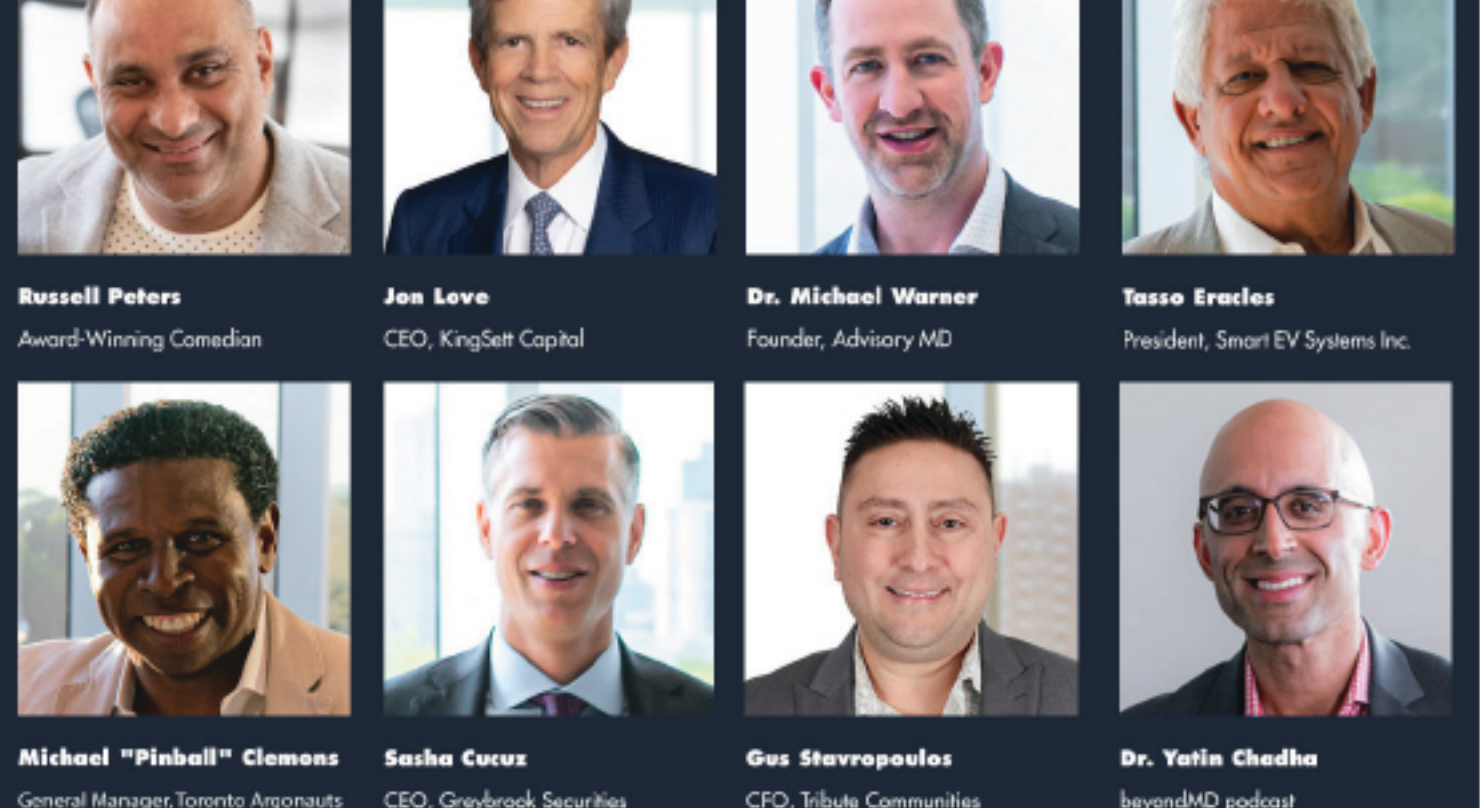 Russell Peters
Award-Winning Comedian
Jon Love
CEO, KingSett Capital
Dr. Michael Warner
Founder, Advisory MD
Tasso Eracles
President, Smart EV Systems Inc.
Michael "Pinball" Clemons
General Manager, Toronto Argonauts
Sasha Cucuz
CEO, Greybrook Securities
Gus Stavropoulos
CFO, Tribute Communities
Dr. Yatin Chadha
beyondMD podcast